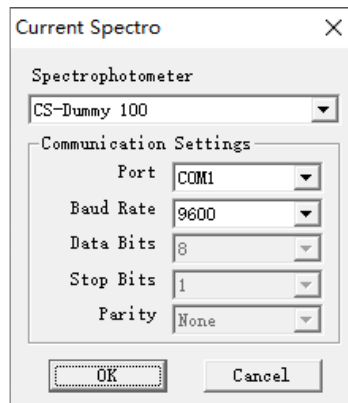 Current Spectro
Spectrophotometer
CS-Dummy 100
Communication Settings
Port COM1
Baud Rate 9600
Data Bits 8
Stop Bits 1
Parity None
OK Cancel